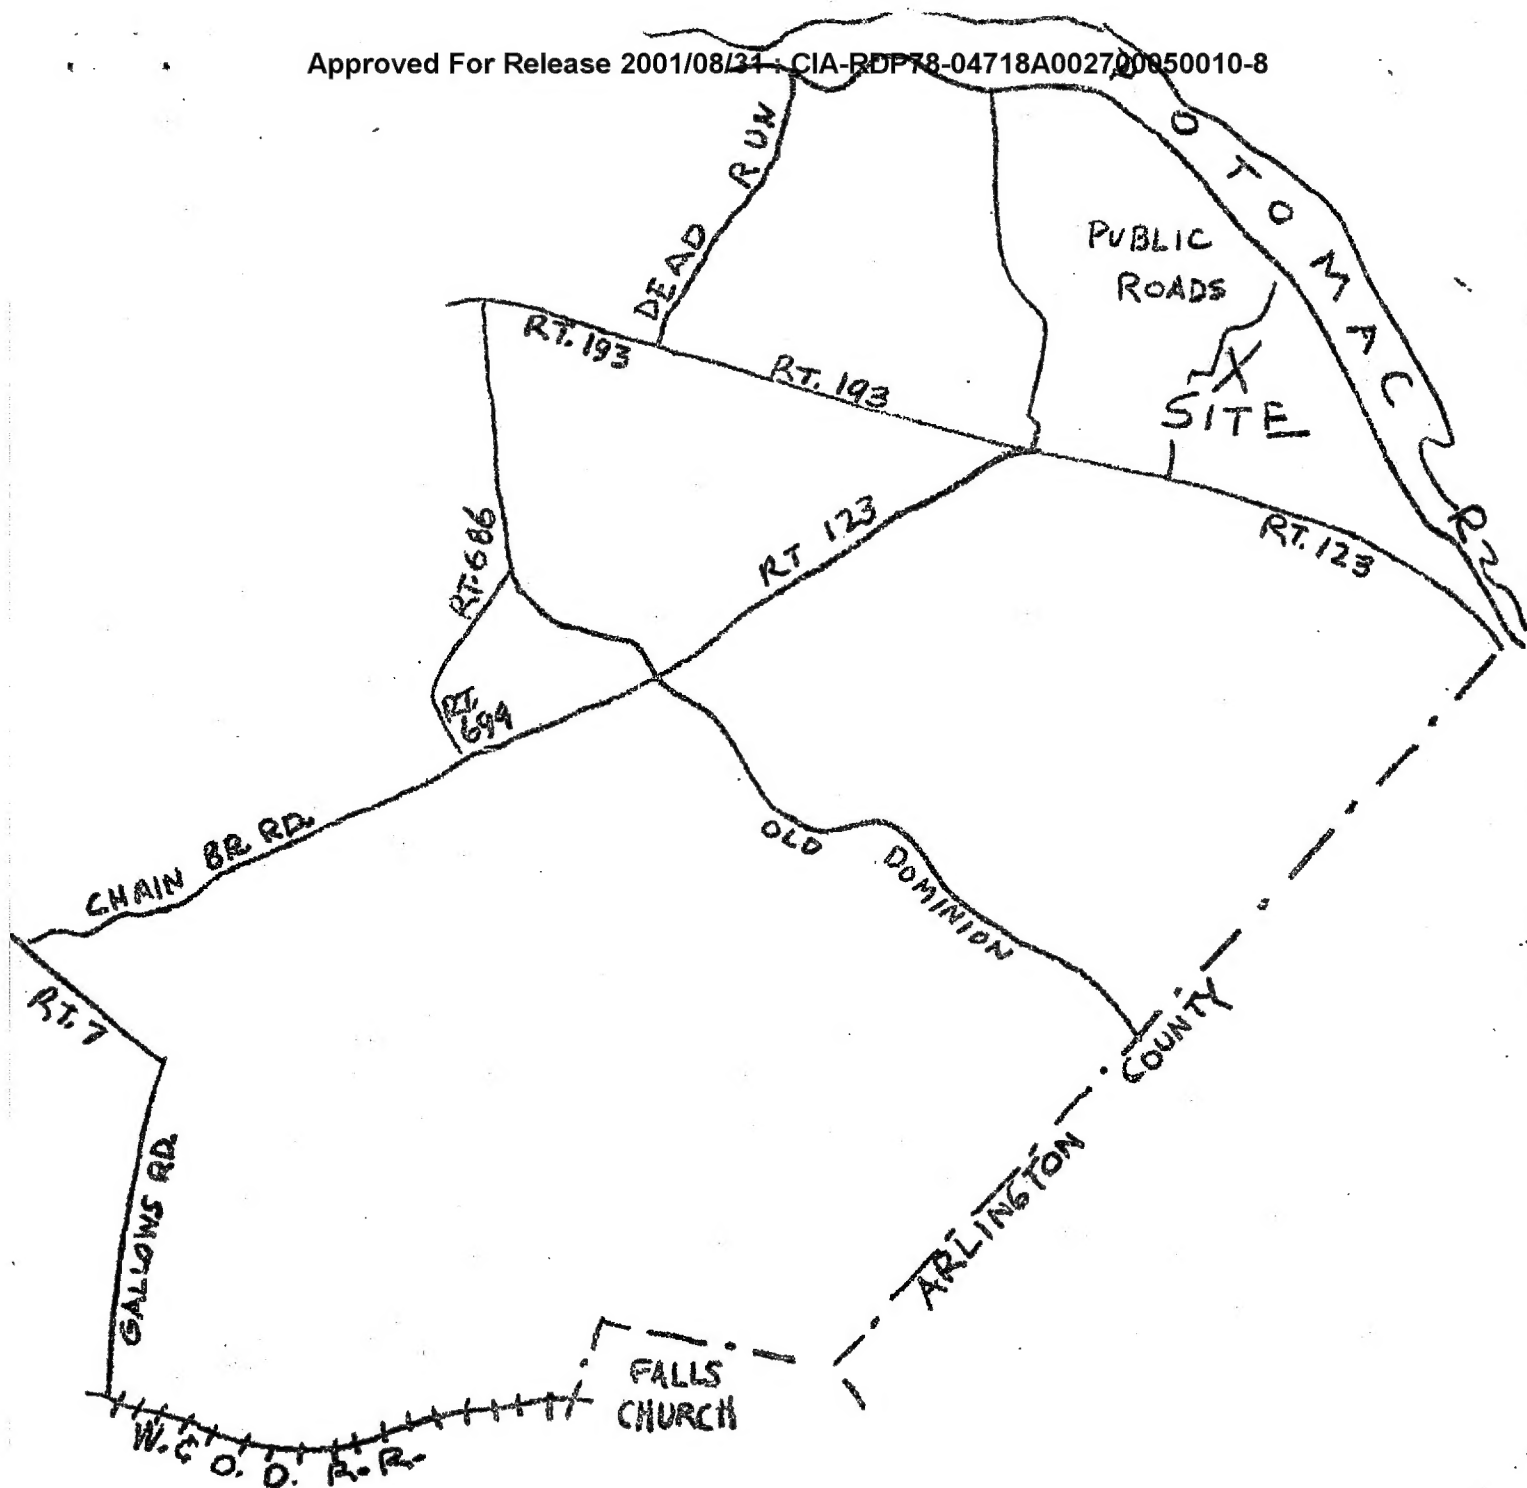 Approved For Release 2001/08/31 : CIA-RDP78-04718A002700050010-8
POTOMAC R.
DEAD RUN
PUBLIC
ROADS
SITE
RT. 193
RT. 193
RT. 123
RT 123
RT. 686
RT.
694
CHAIN BR. RD.
OLD DOMINION
RT. 7
GALLOWS RD.
ARLINGTON COUNTY
FALLS
CHURCH
W. & O. D. R. R.